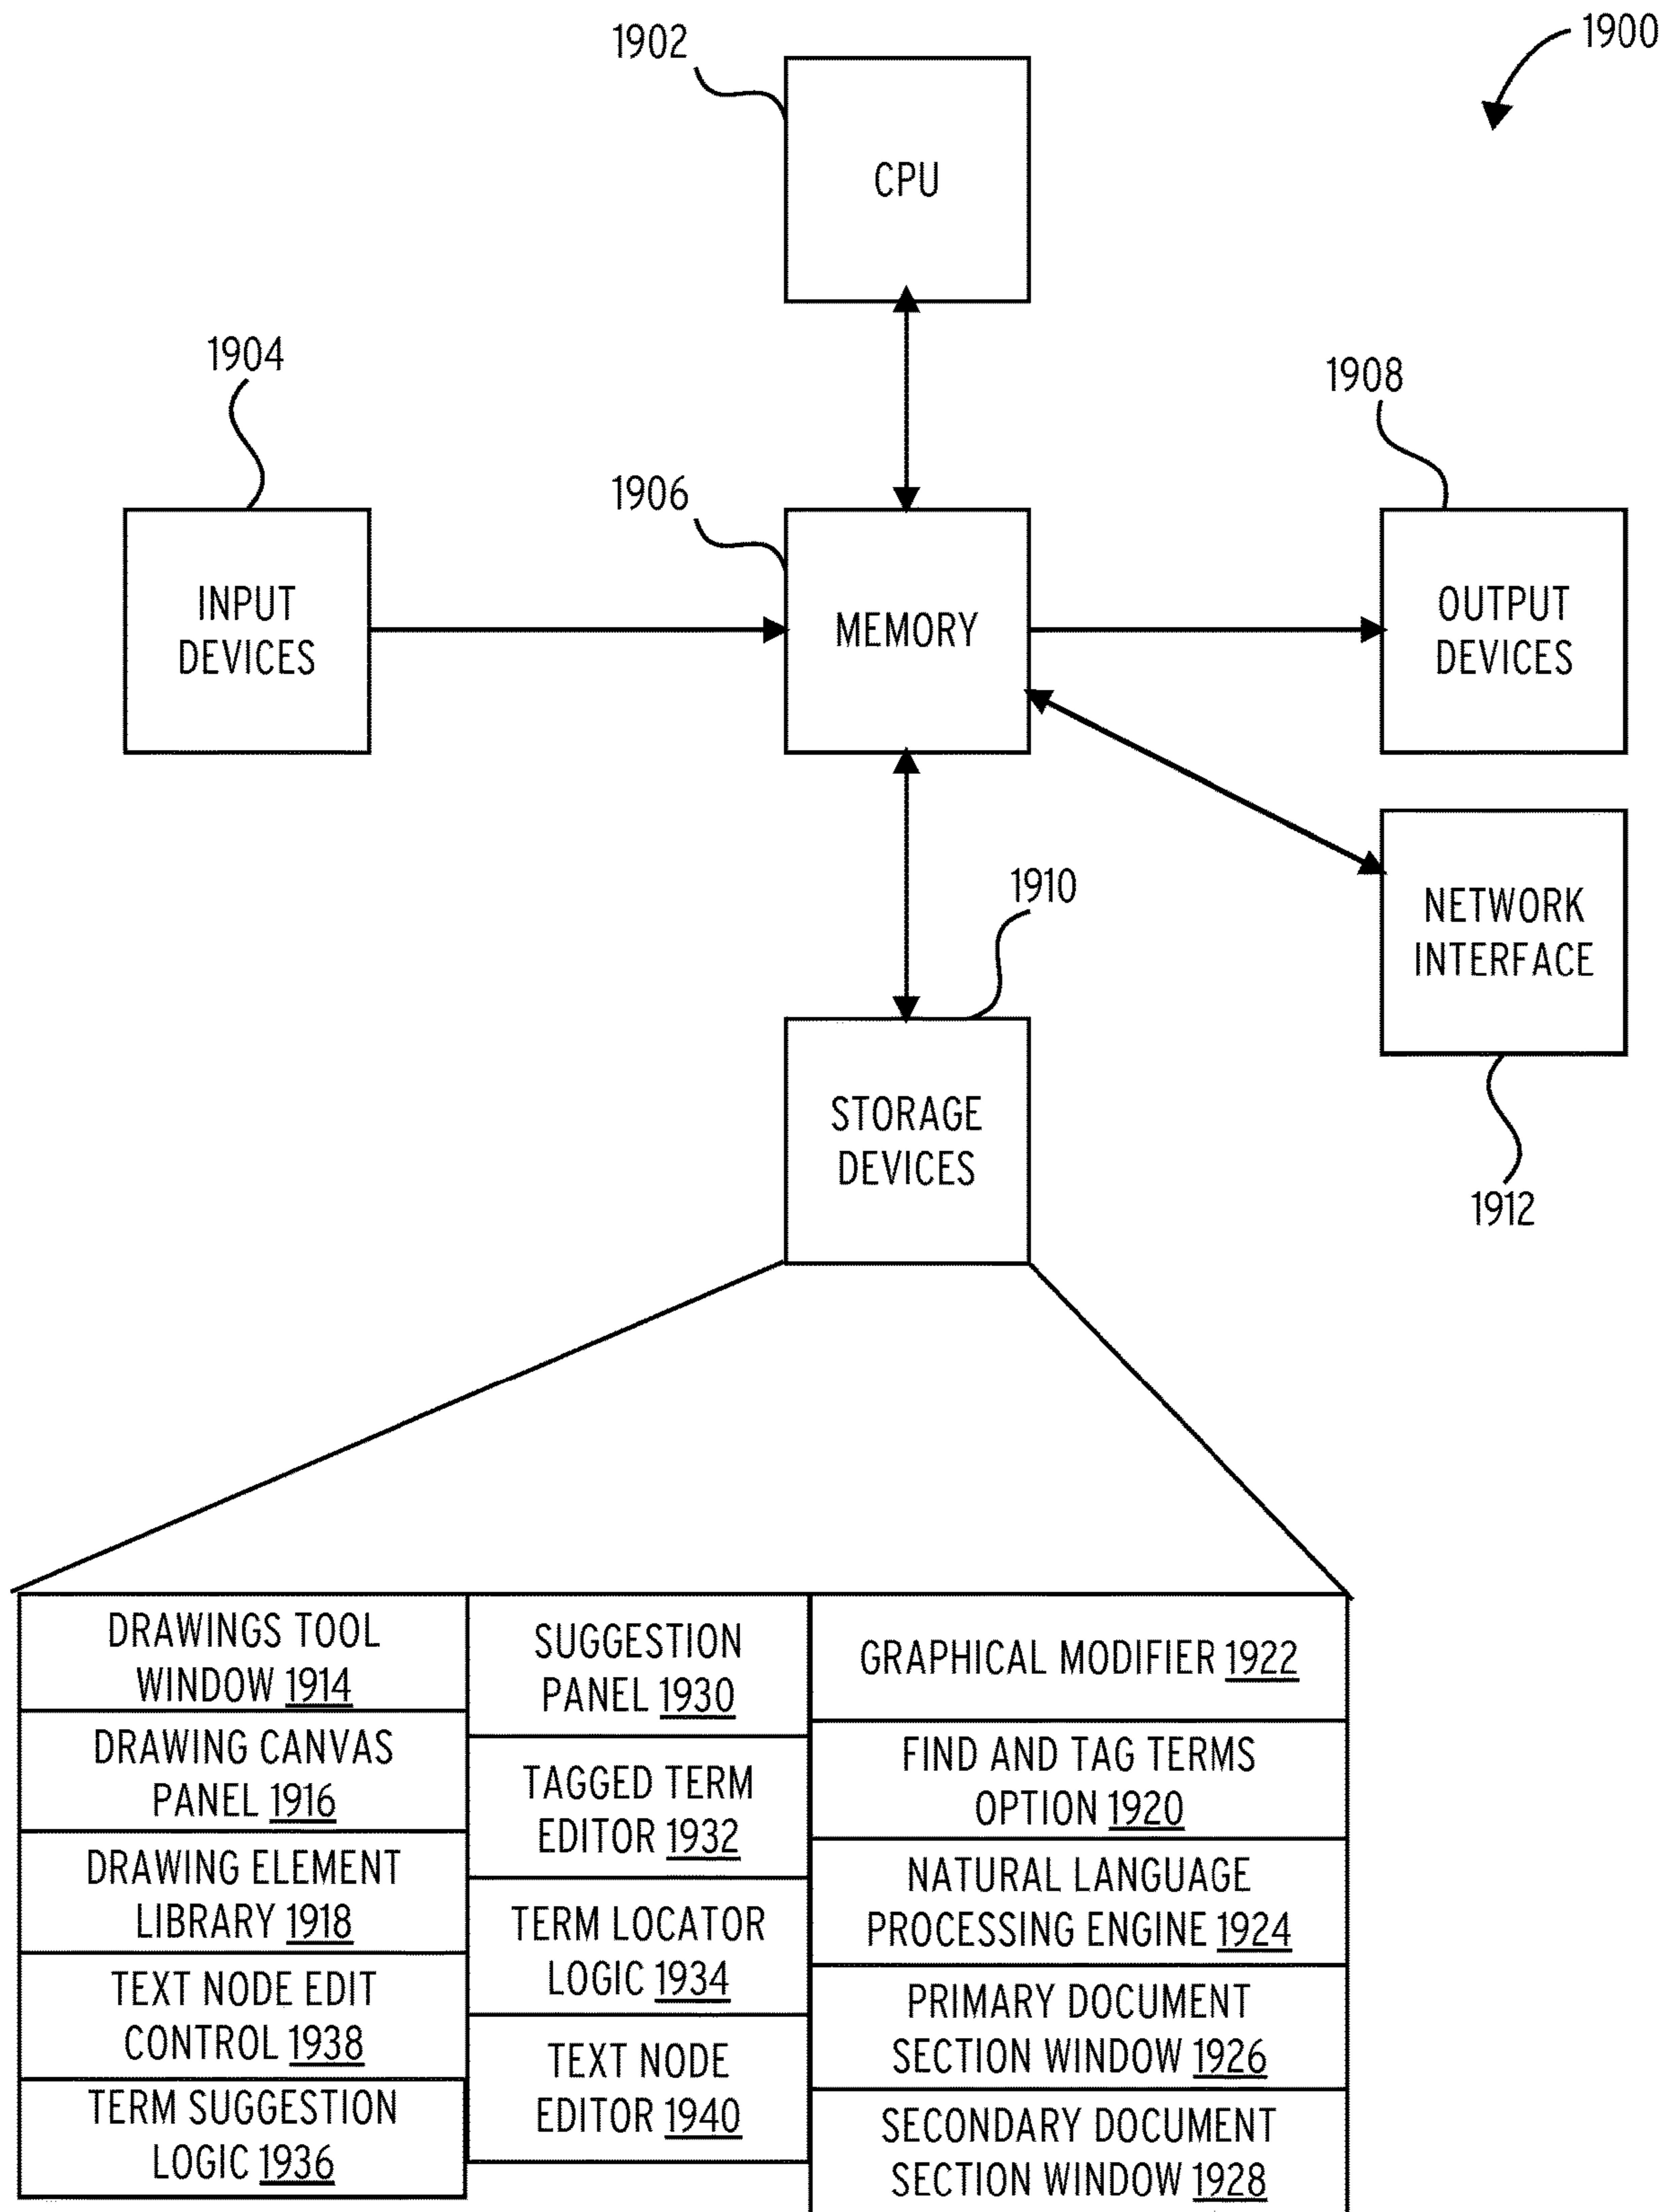 1900
1902
CPU
1904
1908
1906
INPUT
DEVICES
MEMORY
OUTPUT
DEVICES
1910
NETWORK
INTERFACE
STORAGE
DEVICES
1912
DRAWINGS TOOL
WINDOW 1914
DRAWING CANVAS
PANEL 1916
DRAWING ELEMENT
LIBRARY 1918
TEXT NODE EDIT
CONTROL 1938
TERM SUGGESTION
LOGIC 1936
SUGGESTION
PANEL 1930
TAGGED TERM
EDITOR 1932
TERM LOCATOR
LOGIC 1934
TEXT NODE
EDITOR 1940
GRAPHICAL MODIFIER 1922
FIND AND TAG TERMS
OPTION 1920
NATURAL LANGUAGE
PROCESSING ENGINE 1924
PRIMARY DOCUMENT
SECTION WINDOW 1926
SECONDARY DOCUMENT
SECTION WINDOW 1928